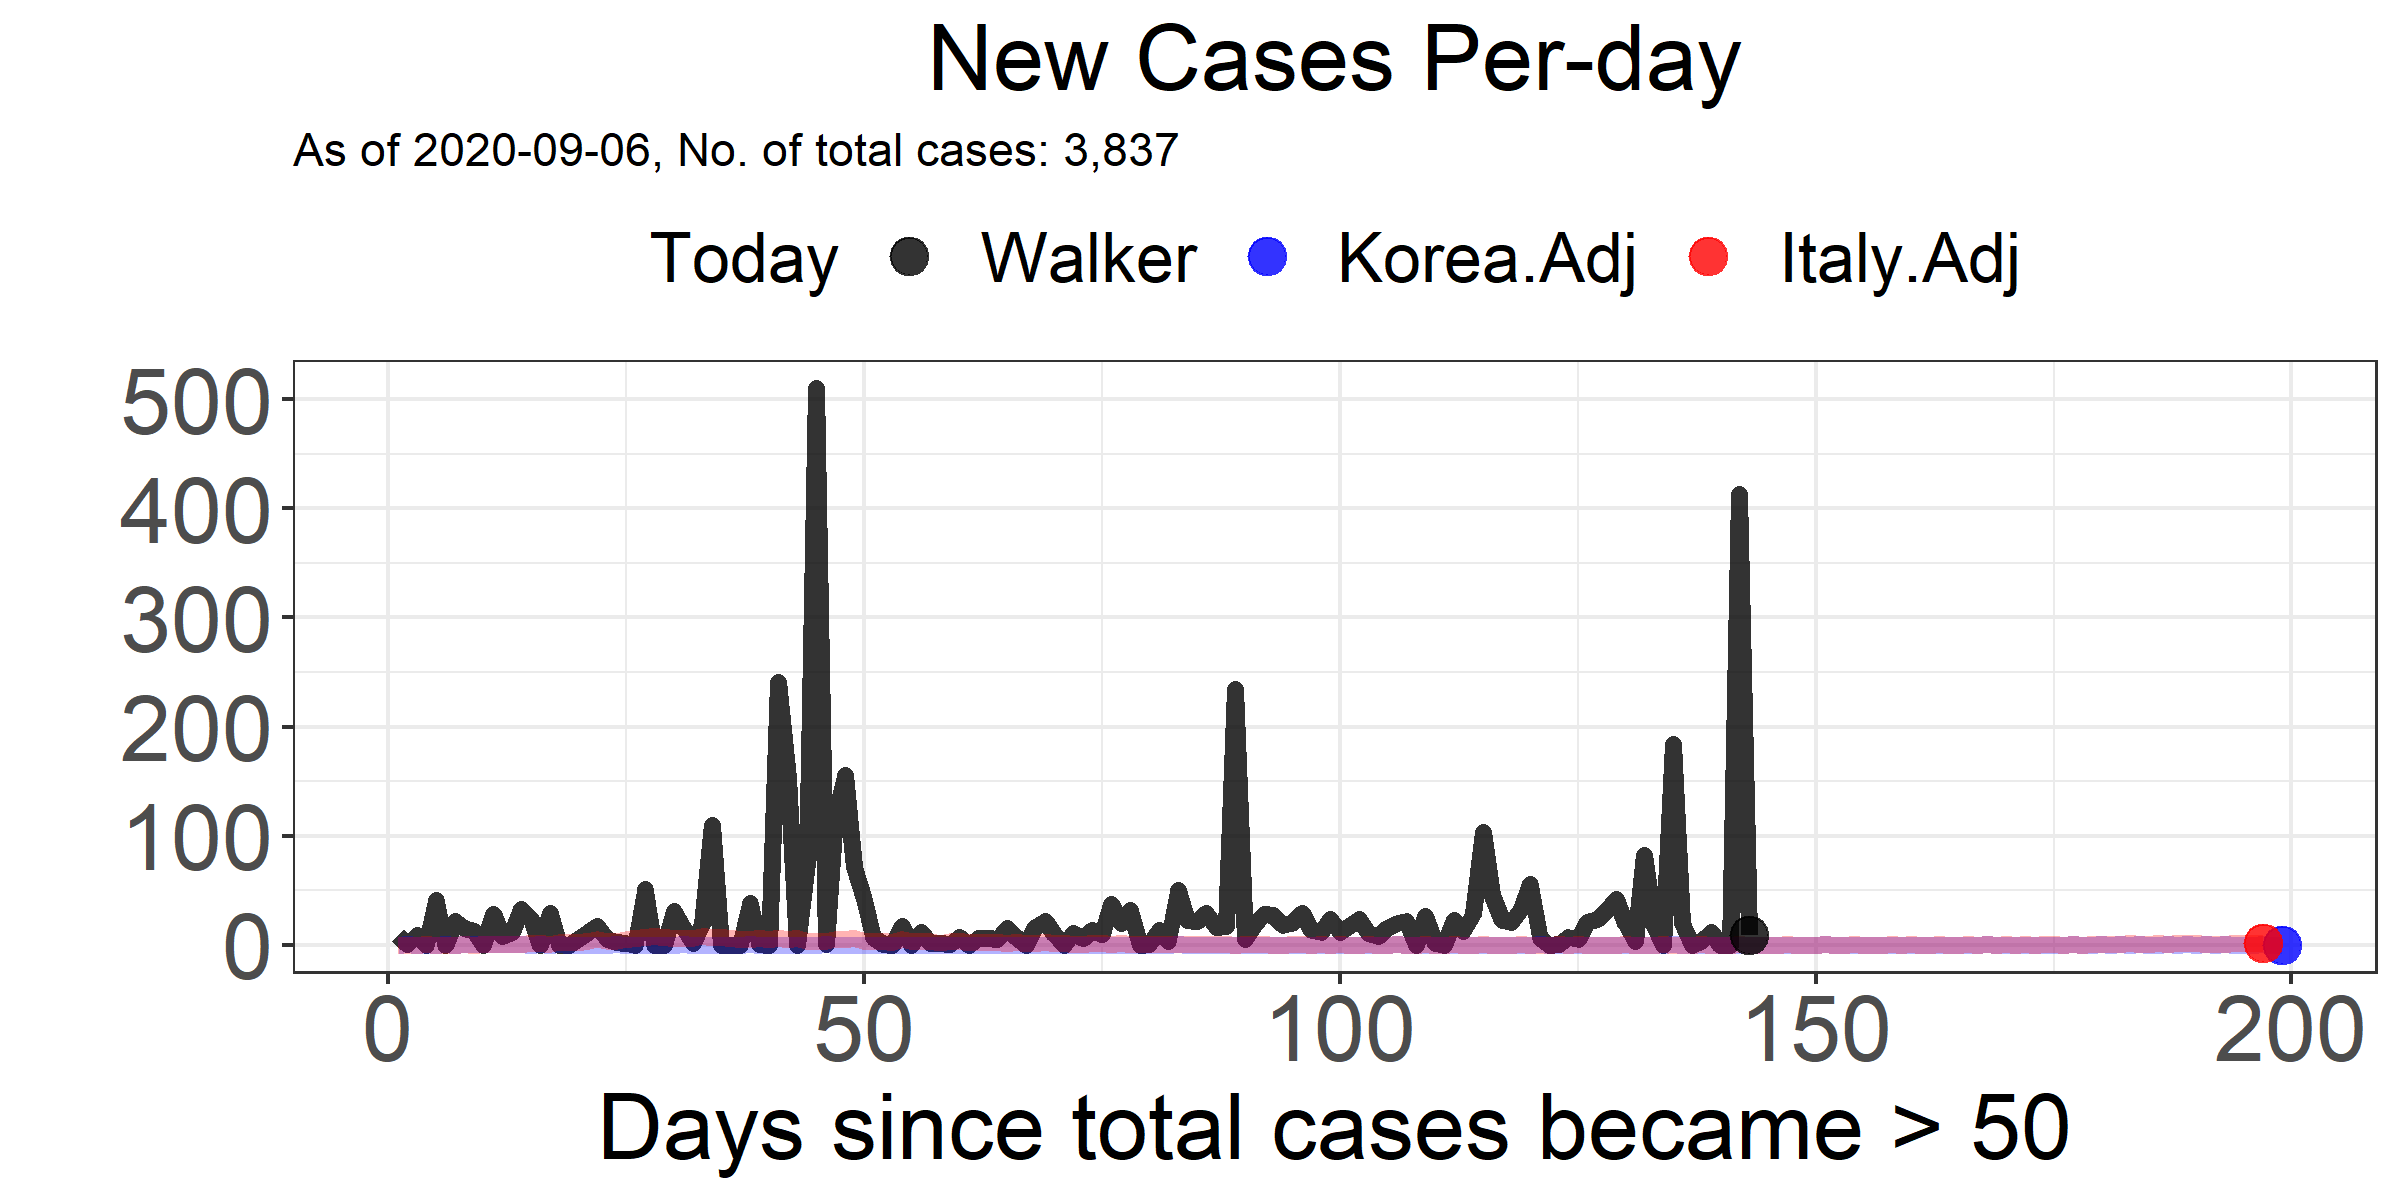 New Cases Per-day
As of 2020-09-06, No. of total cases: 3,837
Today Walker Korea.Adj Italy.Adj
500
400
300
200
100
0
0 50 100 150 200
Days since total cases became > 50